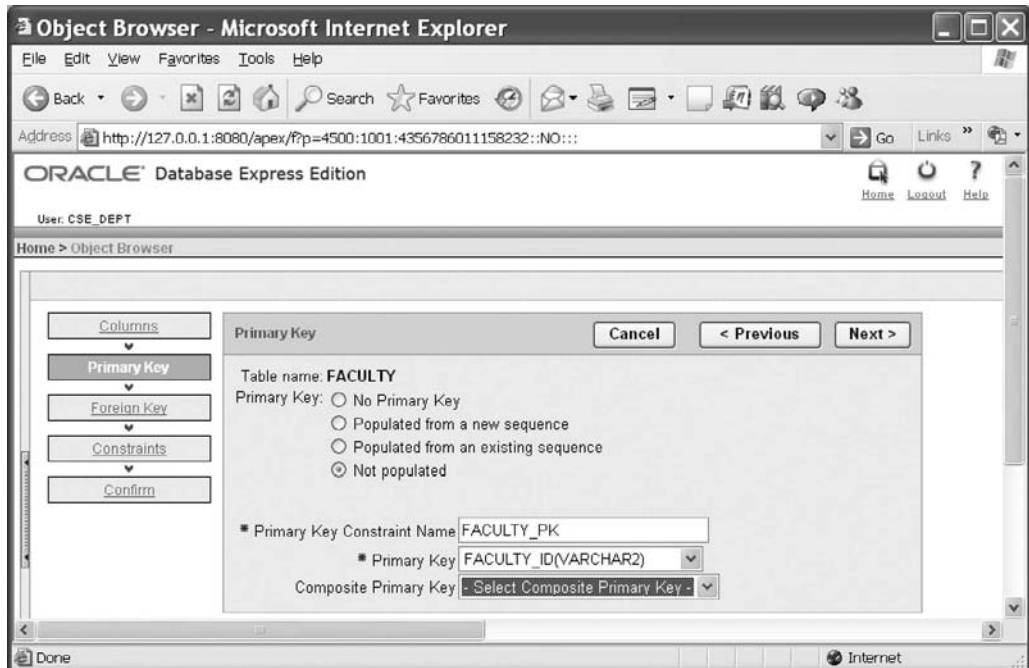 Object Browser - Microsoft Internet Explorer
File Edit View Favorites Tools Help
Back Search Favorites
Address http://127.0.0.1:8080/apex/f?p=4500:1001:4356786011158232::NO::: Go Links »
ORACLE Database Express Edition
Home Logout Help
User: CSE_DEPT
Home > Object Browser
Columns
Primary Key
Foreign Key
Constraints
Confirm
Primary Key Cancel < Previous Next >
Table name: FACULTY
Primary Key: No Primary Key
Populated from a new sequence
Populated from an existing sequence
Not populated
* Primary Key Constraint Name FACULTY_PK
* Primary Key FACULTY_ID(VARCHAR2)
Composite Primary Key - Select Composite Primary Key -
Done Internet